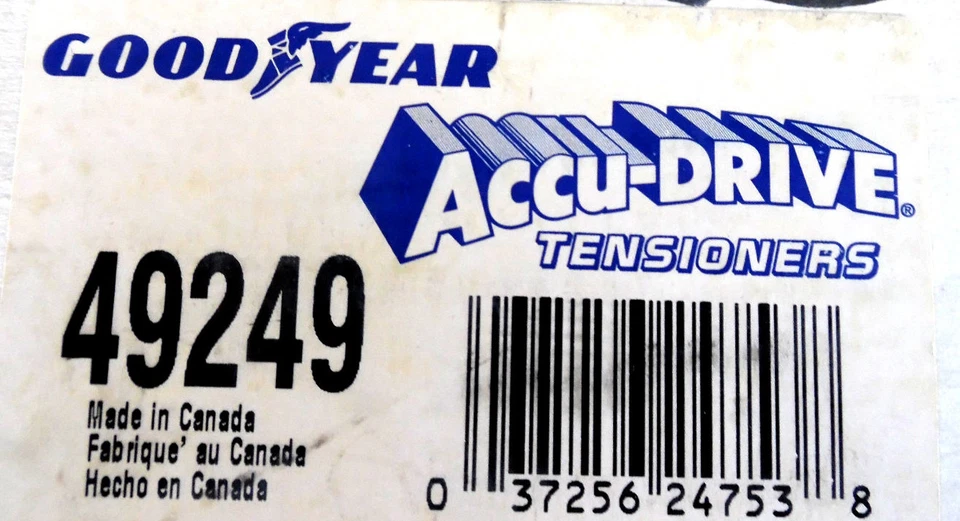 GOODYEAR
ACCU-DRIVE®
TENSIONERS
49249
Made in Canada
Fabrique' au Canada
Hecho en Canada
0 37256 24753 8